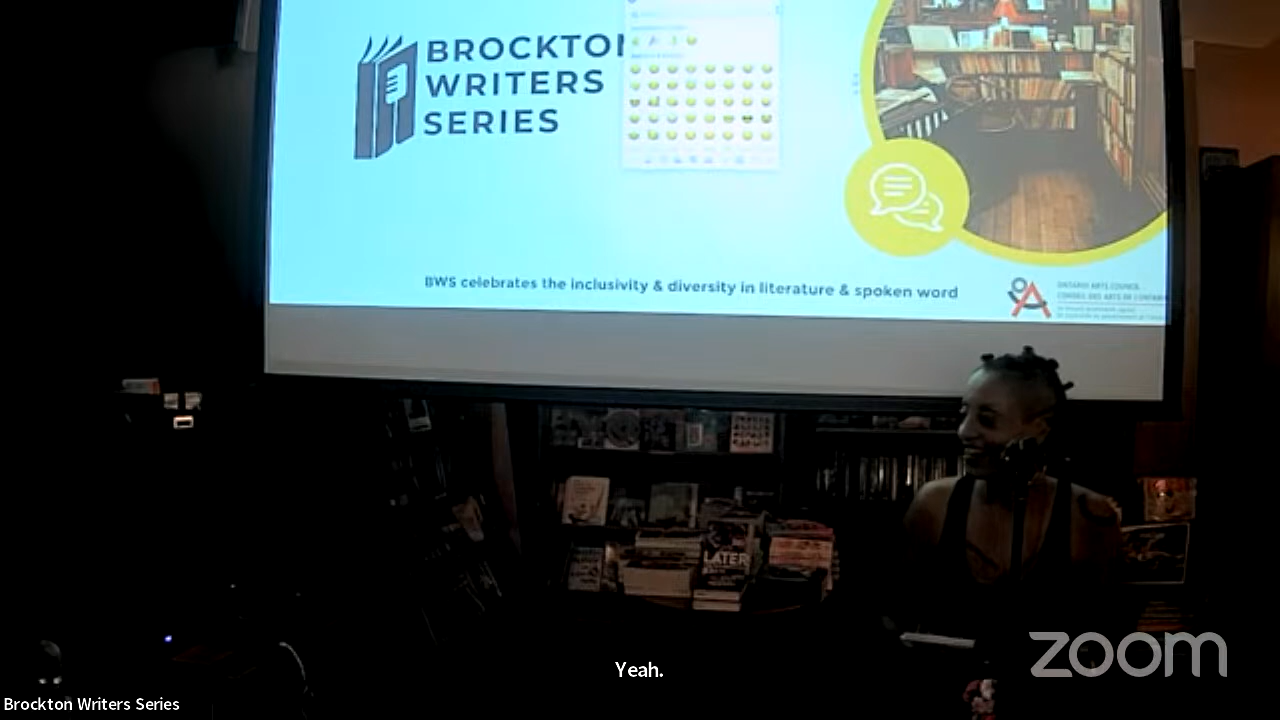 BROCKTON
WRITERS
SERIES
BWS celebrates the inclusivity & diversity in literature & spoken word
ONTARIO ARTS COUNCIL
CONSEIL DES ARTS DE L'ONTARIO
LATER
Yeah.
zoom
Brockton Writers Series